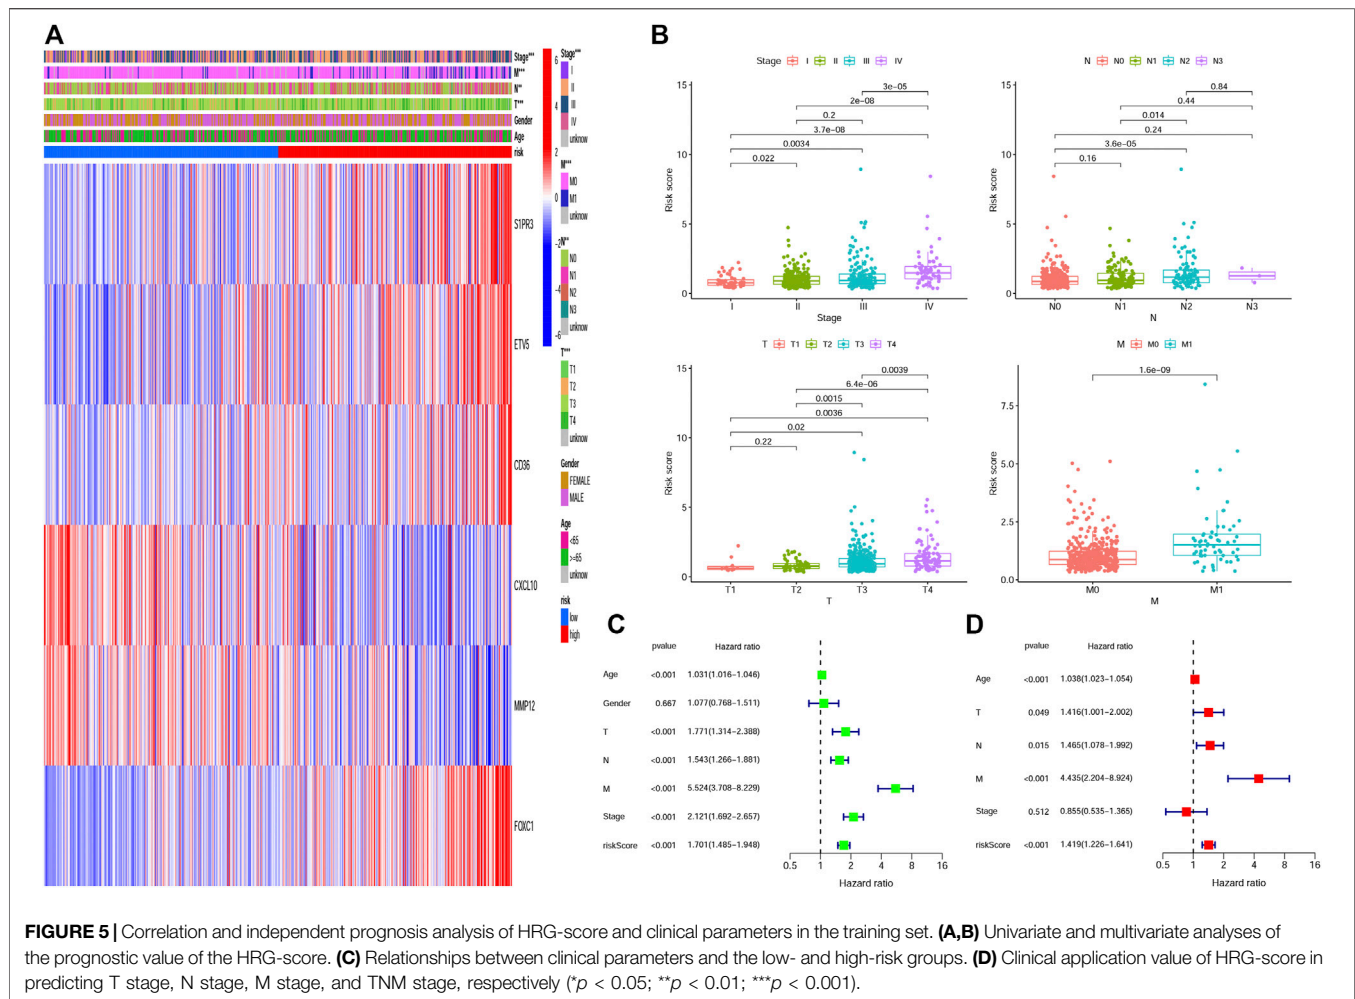 A
Stage***
M***
N**
T***
Gender
Age
risk
S1PR3
ETV5
CD36
CXCL10
MMP12
FOXC1
6
4
2
0
−2
−4
−6
Stage***
I
II
III
IV
unknow
M***
M0
M1
unknow
N**
N0
N1
N2
N3
unknow
T***
T1
T2
T3
T4
unknow
Gender
FEMALE
MALE
Age
<65
>=65
unknow
risk
low
high
B
Stage I II III IV
15
10
5
0
Risk score
3e−05
2e−08
0.2
3.7e−08
0.0034
0.022
I II III IV
Stage
N N0 N1 N2 N3
15
10
5
0
Risk score
0.84
0.44
0.014
0.24
3.6e−05
0.16
N0 N1 N2 N3
N
T T1 T2 T3 T4
15
10
5
0
Risk score
0.0039
6.4e−06
0.0015
0.0036
0.02
0.22
T1 T2 T3 T4
T
M M0 M1
7.5
5.0
2.5
0.0
Risk score
1.6e−09
M0 M1
M
C
pvalue Hazard ratio
Age <0.001 1.031(1.016−1.046)
Gender 0.667 1.077(0.768−1.511)
T <0.001 1.771(1.314−2.388)
N <0.001 1.543(1.266−1.881)
M <0.001 5.524(3.708−8.229)
Stage <0.001 2.121(1.692−2.657)
riskScore <0.001 1.701(1.485−1.948)
0.5 1 2 4 8 16
Hazard ratio
D
pvalue Hazard ratio
Age <0.001 1.038(1.023−1.054)
T 0.049 1.416(1.001−2.002)
N 0.015 1.465(1.078−1.992)
M <0.001 4.435(2.204−8.924)
Stage 0.512 0.855(0.535−1.365)
riskScore <0.001 1.419(1.226−1.641)
0.5 1 2 4 8 16
Hazard ratio
FIGURE 5 | Correlation and independent prognosis analysis of HRG-score and clinical parameters in the training set. (A,B) Univariate and multivariate analyses of
the prognostic value of the HRG-score. (C) Relationships between clinical parameters and the low- and high-risk groups. (D) Clinical application value of HRG-score in
predicting T stage, N stage, M stage, and TNM stage, respectively (*p < 0.05; **p < 0.01; ***p < 0.001).